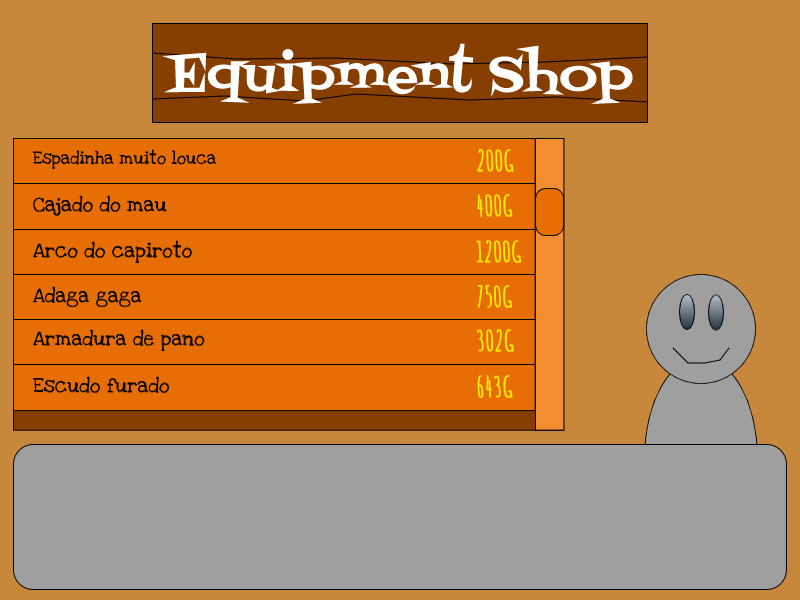 Equipment Shop
Espadinha muito louca 200G
Cajado do mau 400G
Arco do capiroto 1200G
Adaga gaga 750G
Armadura de pano 302G
Escudo furado 643G